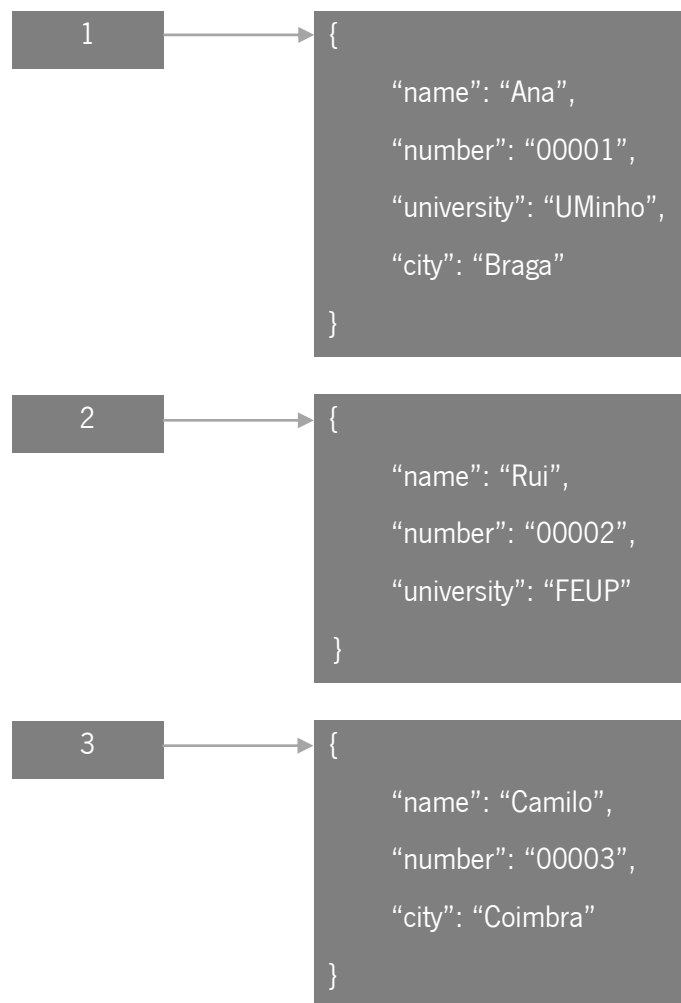 1
{
“name”: “Ana”,
“number”: “00001”,
“university”: “UMinho”,
“city”: “Braga”
}
2
{
“name”: “Rui”,
“number”: “00002”,
“university”: “FEUP”
}
3
{
“name”: “Camilo”,
“number”: “00003”,
“city”: “Coimbra”
}